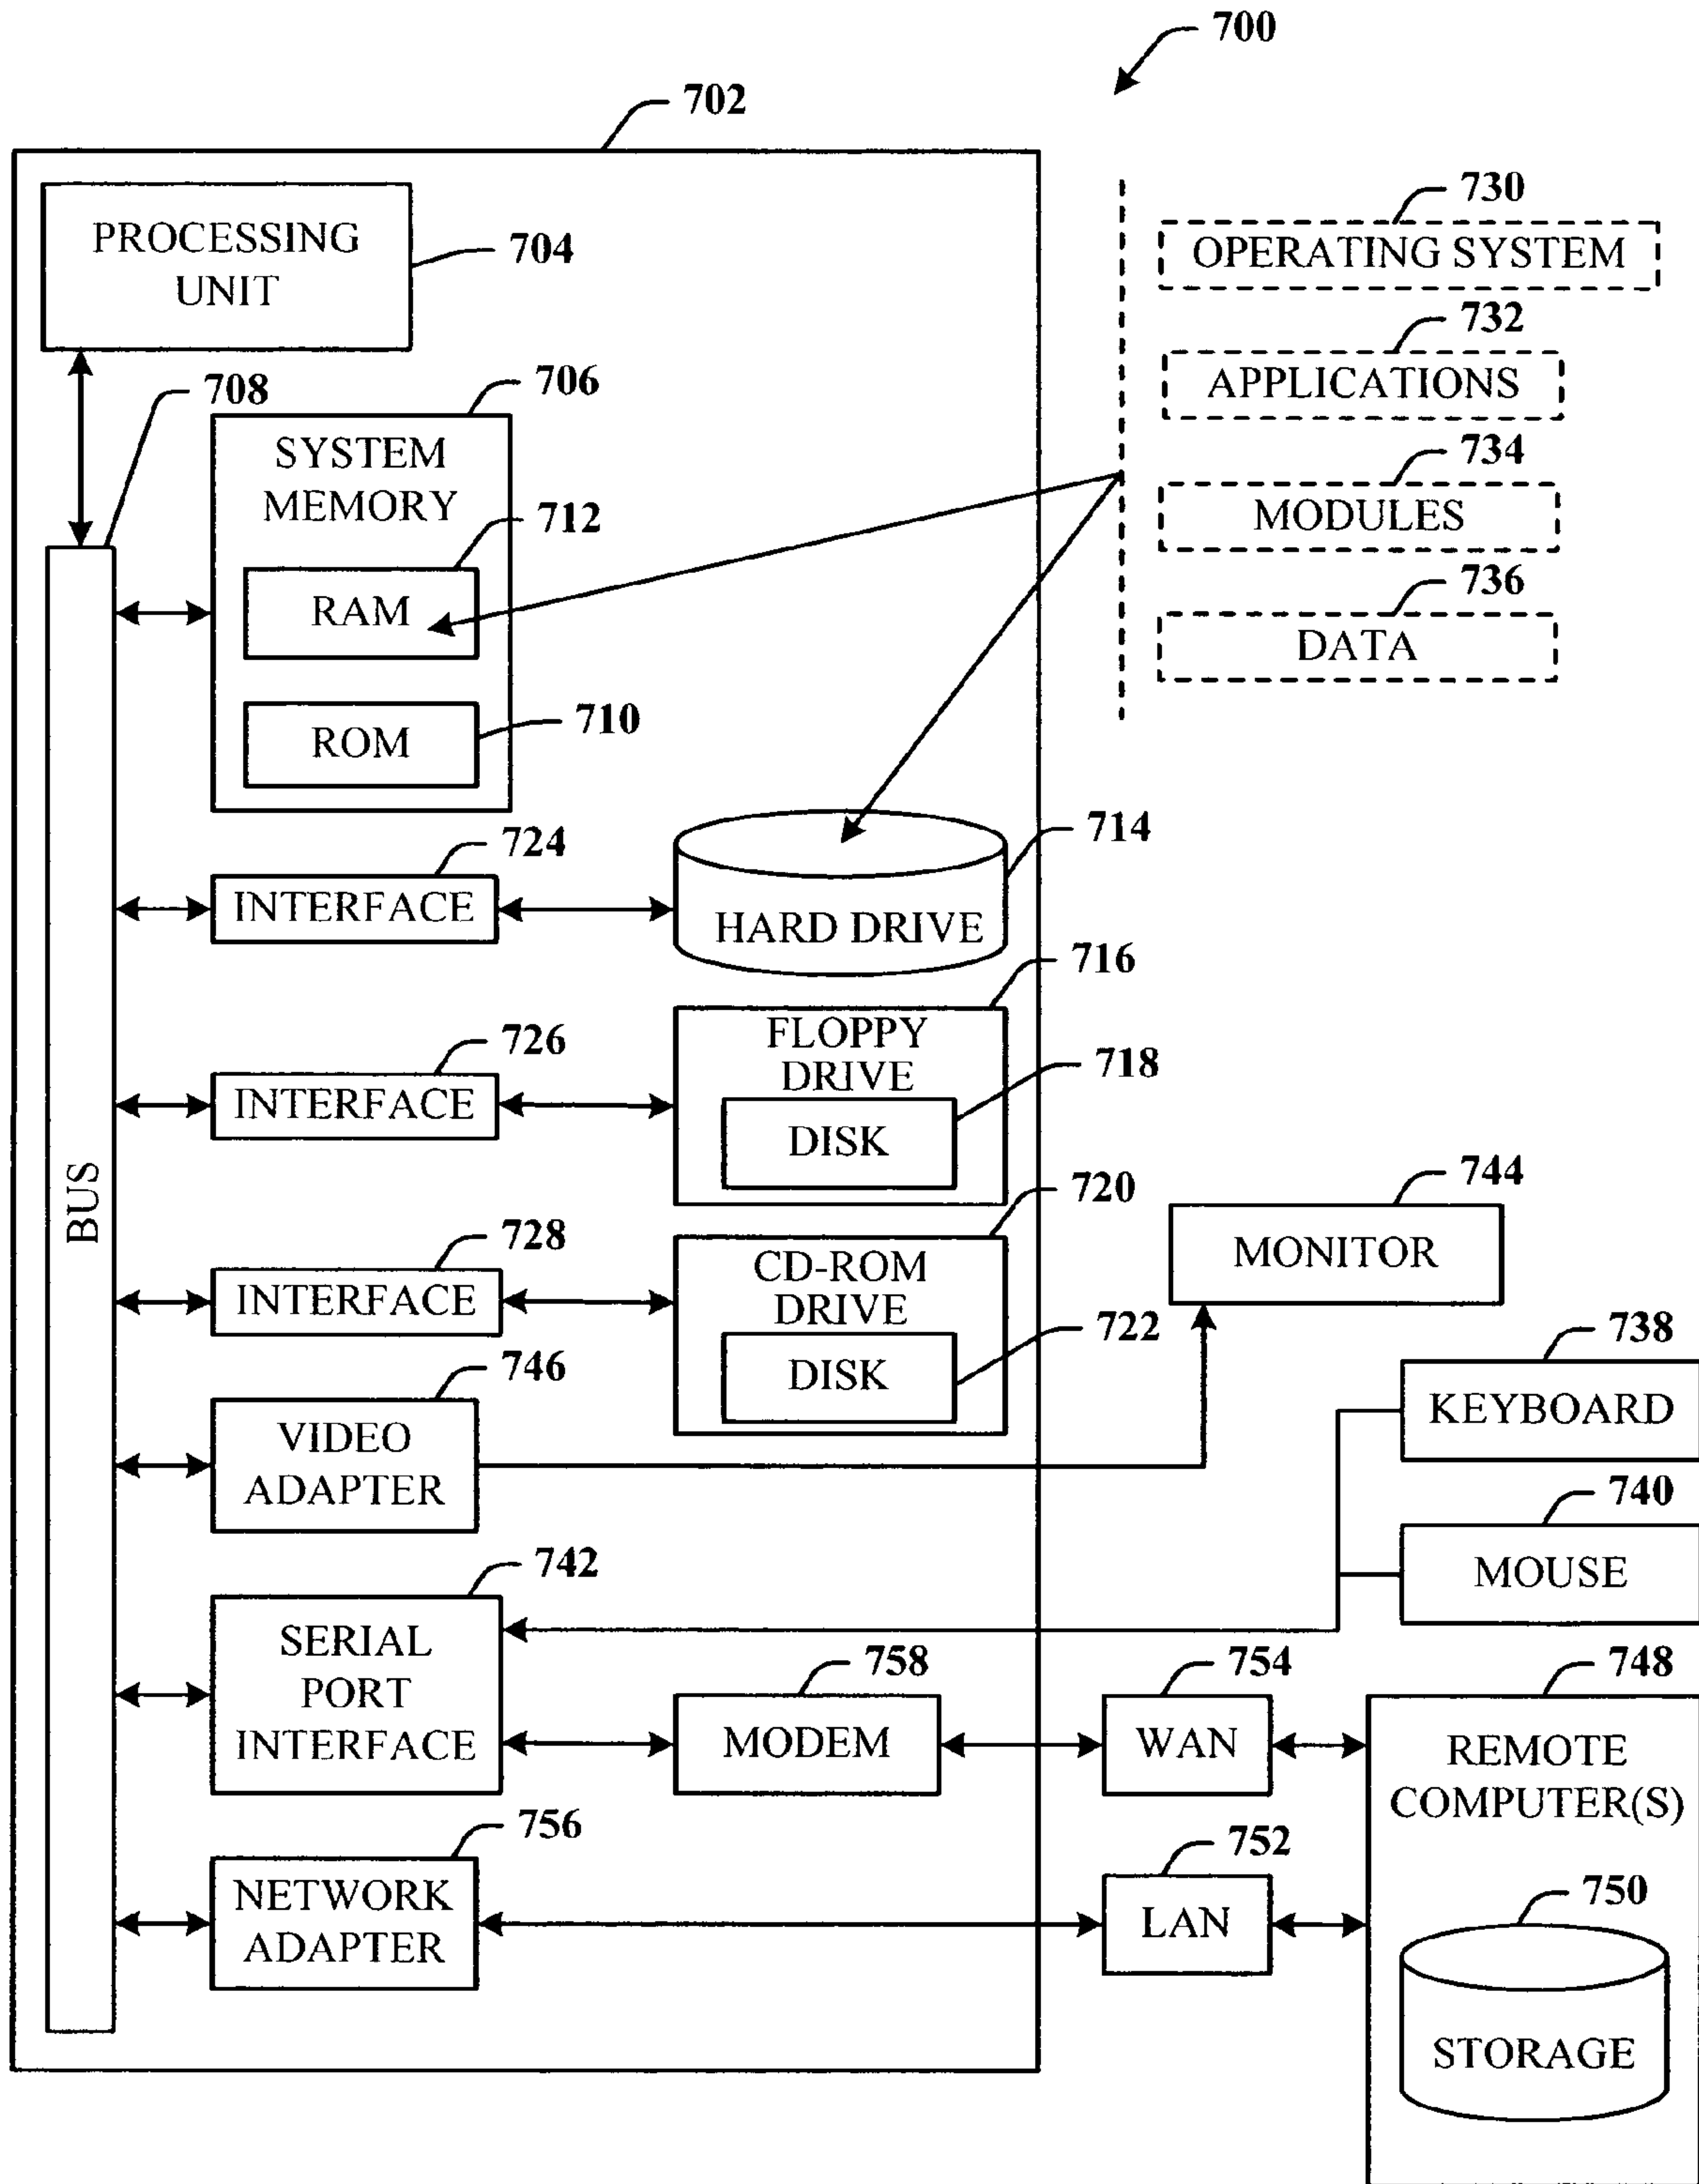 700
702
730
PROCESSING
UNIT
704
OPERATING SYSTEM
732
APPLICATIONS
708
706
SYSTEM
MEMORY
734
MODULES
712
RAM
736
DATA
710
ROM
724
INTERFACE
714
HARD DRIVE
716
FLOPPY
DRIVE
726
INTERFACE
718
DISK
BUS
720
744
MONITOR
728
INTERFACE
CD-ROM
DRIVE
722
DISK
738
KEYBOARD
746
VIDEO
ADAPTER
740
MOUSE
742
SERIAL
PORT
INTERFACE
758
MODEM
754
WAN
748
REMOTE
COMPUTER(S)
756
NETWORK
ADAPTER
752
LAN
750
STORAGE